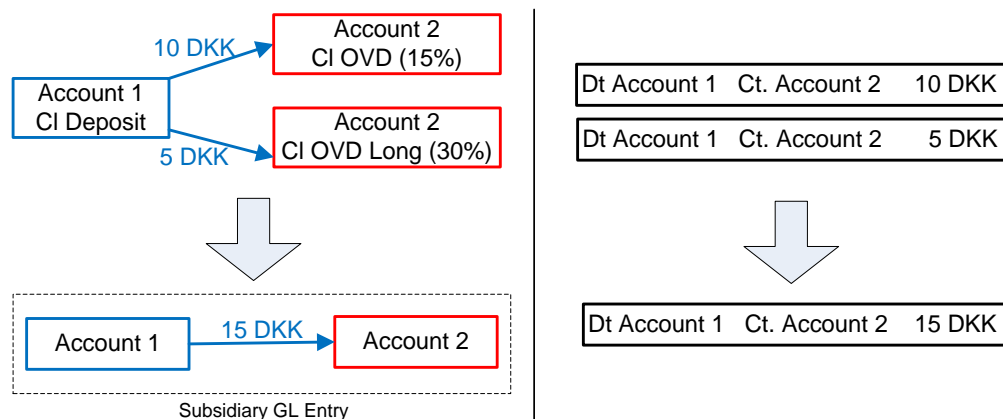 10 DKK
Account 2
Cl OVD (15%)
Account 1
Cl Deposit
5 DKK
Account 2
Cl OVD Long (30%)
Account 1
15 DKK
Account 2
Subsidiary GL Entry
Dt Account 1 Ct. Account 2 10 DKK
Dt Account 1 Ct. Account 2 5 DKK
Dt Account 1 Ct. Account 2 15 DKK